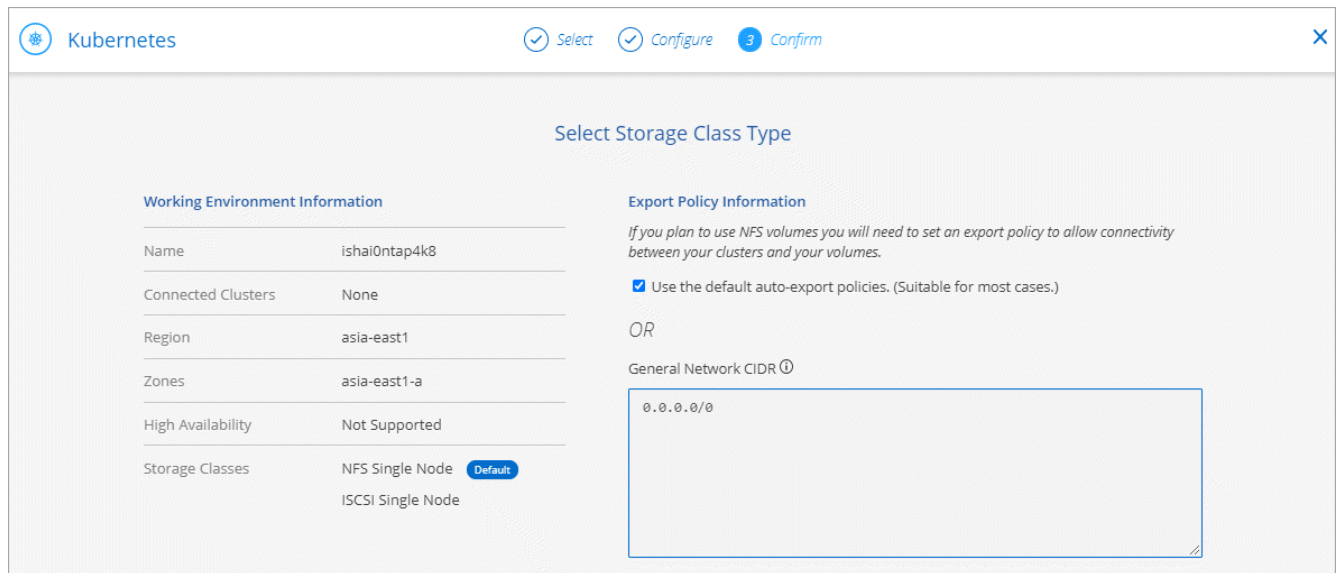 Kubernetes
Select
Configure
3 Confirm
Select Storage Class Type
Working Environment Information
Name ishai0ntap4k8
Connected Clusters None
Region asia-east1
Zones asia-east1-a
High Availability Not Supported
Storage Classes NFS Single Node Default
ISCSI Single Node
Export Policy Information
If you plan to use NFS volumes you will need to set an export policy to allow connectivity
between your clusters and your volumes.
Use the default auto-export policies. (Suitable for most cases.)
OR
General Network CIDR
0.0.0.0/0